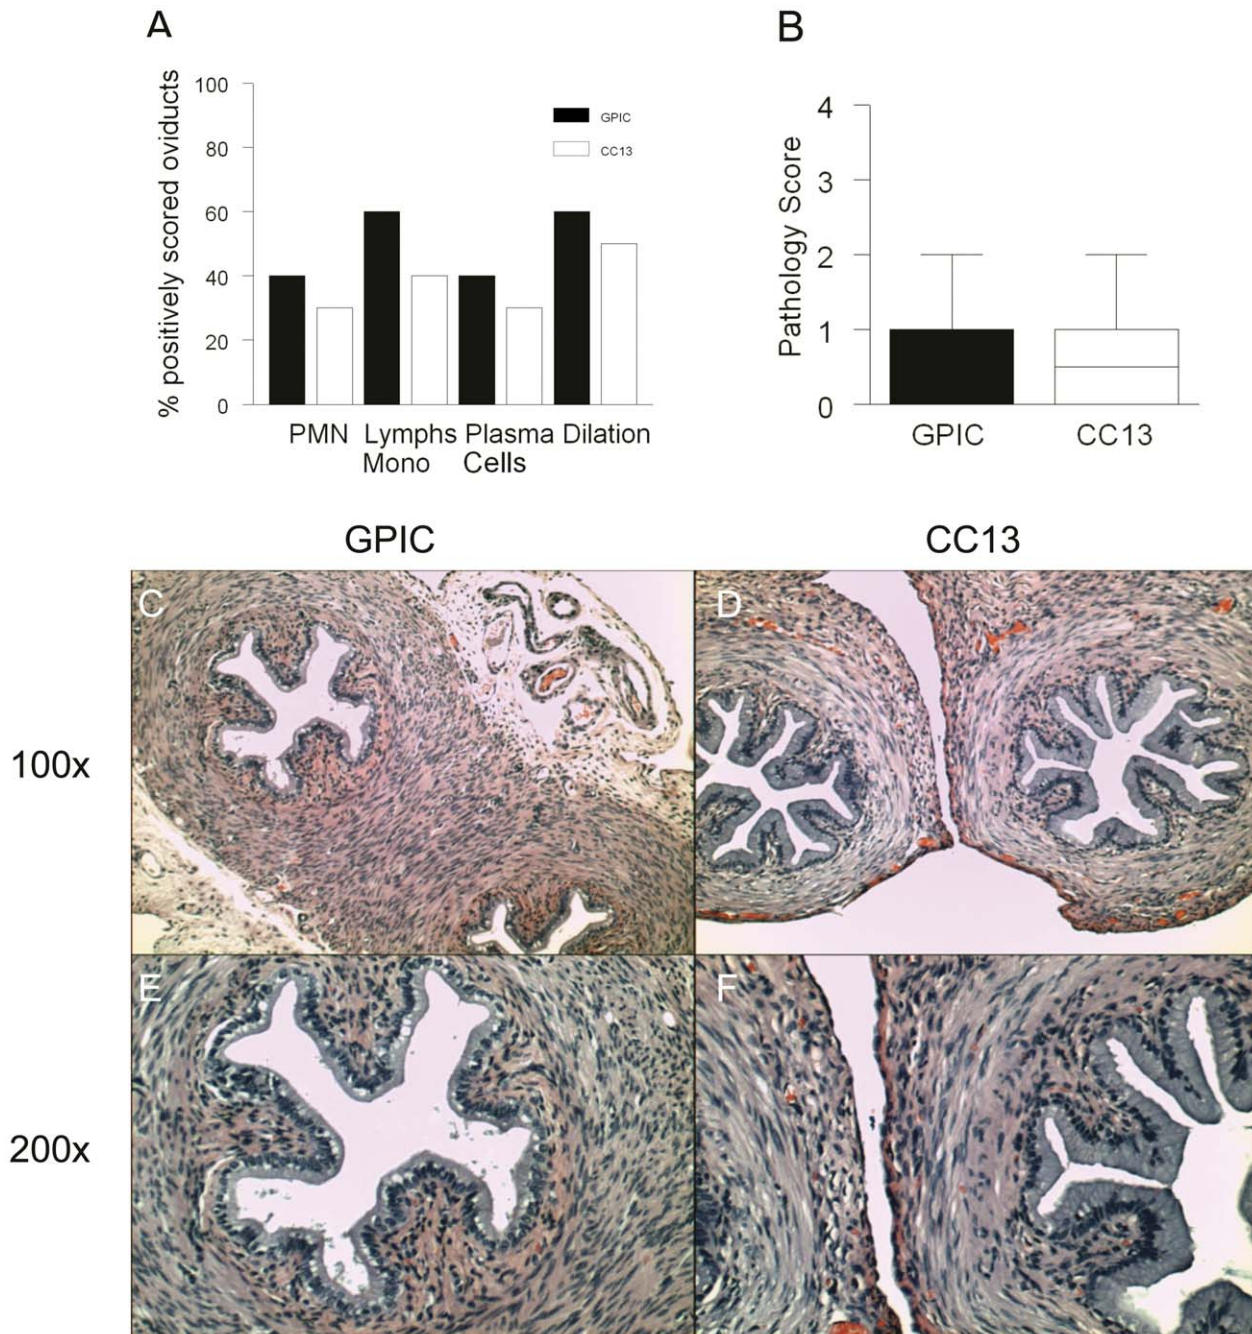 A
% positively scored oviducts
100
80
60
40
20
0
GPIC
CC13
PMN Lymphs Plasma Dilation
Mono Cells
B
Pathology Score
4
3
2
1
0
GPIC CC13
GPIC CC13
100x
C D
200x
E F